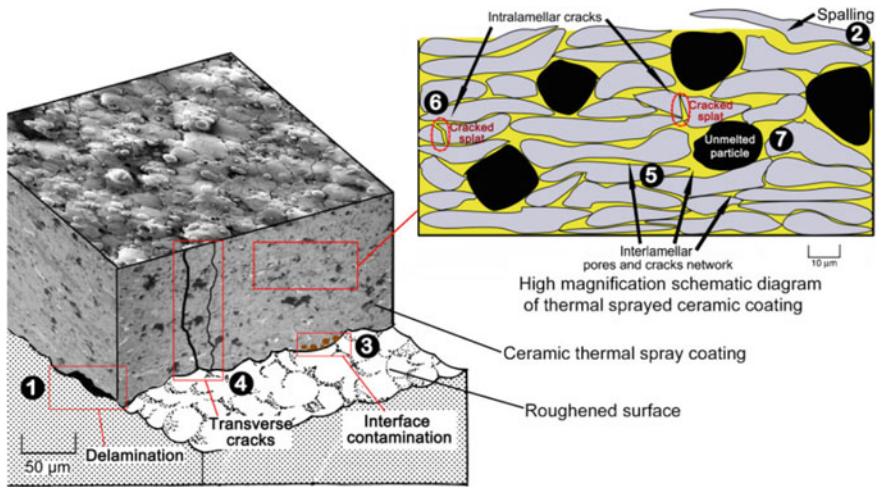 Intralamellar cracks
Spalling
2
6
Cracked
splat
Cracked
splat
Unmelted
particle
7
5
Interlamellar
pores and cracks network
10 µm
High magnification schematic diagram
of thermal sprayed ceramic coating
3
Ceramic thermal spray coating
1
4
Transverse
cracks
Interface
contamination
Roughened surface
Delamination
50 µm